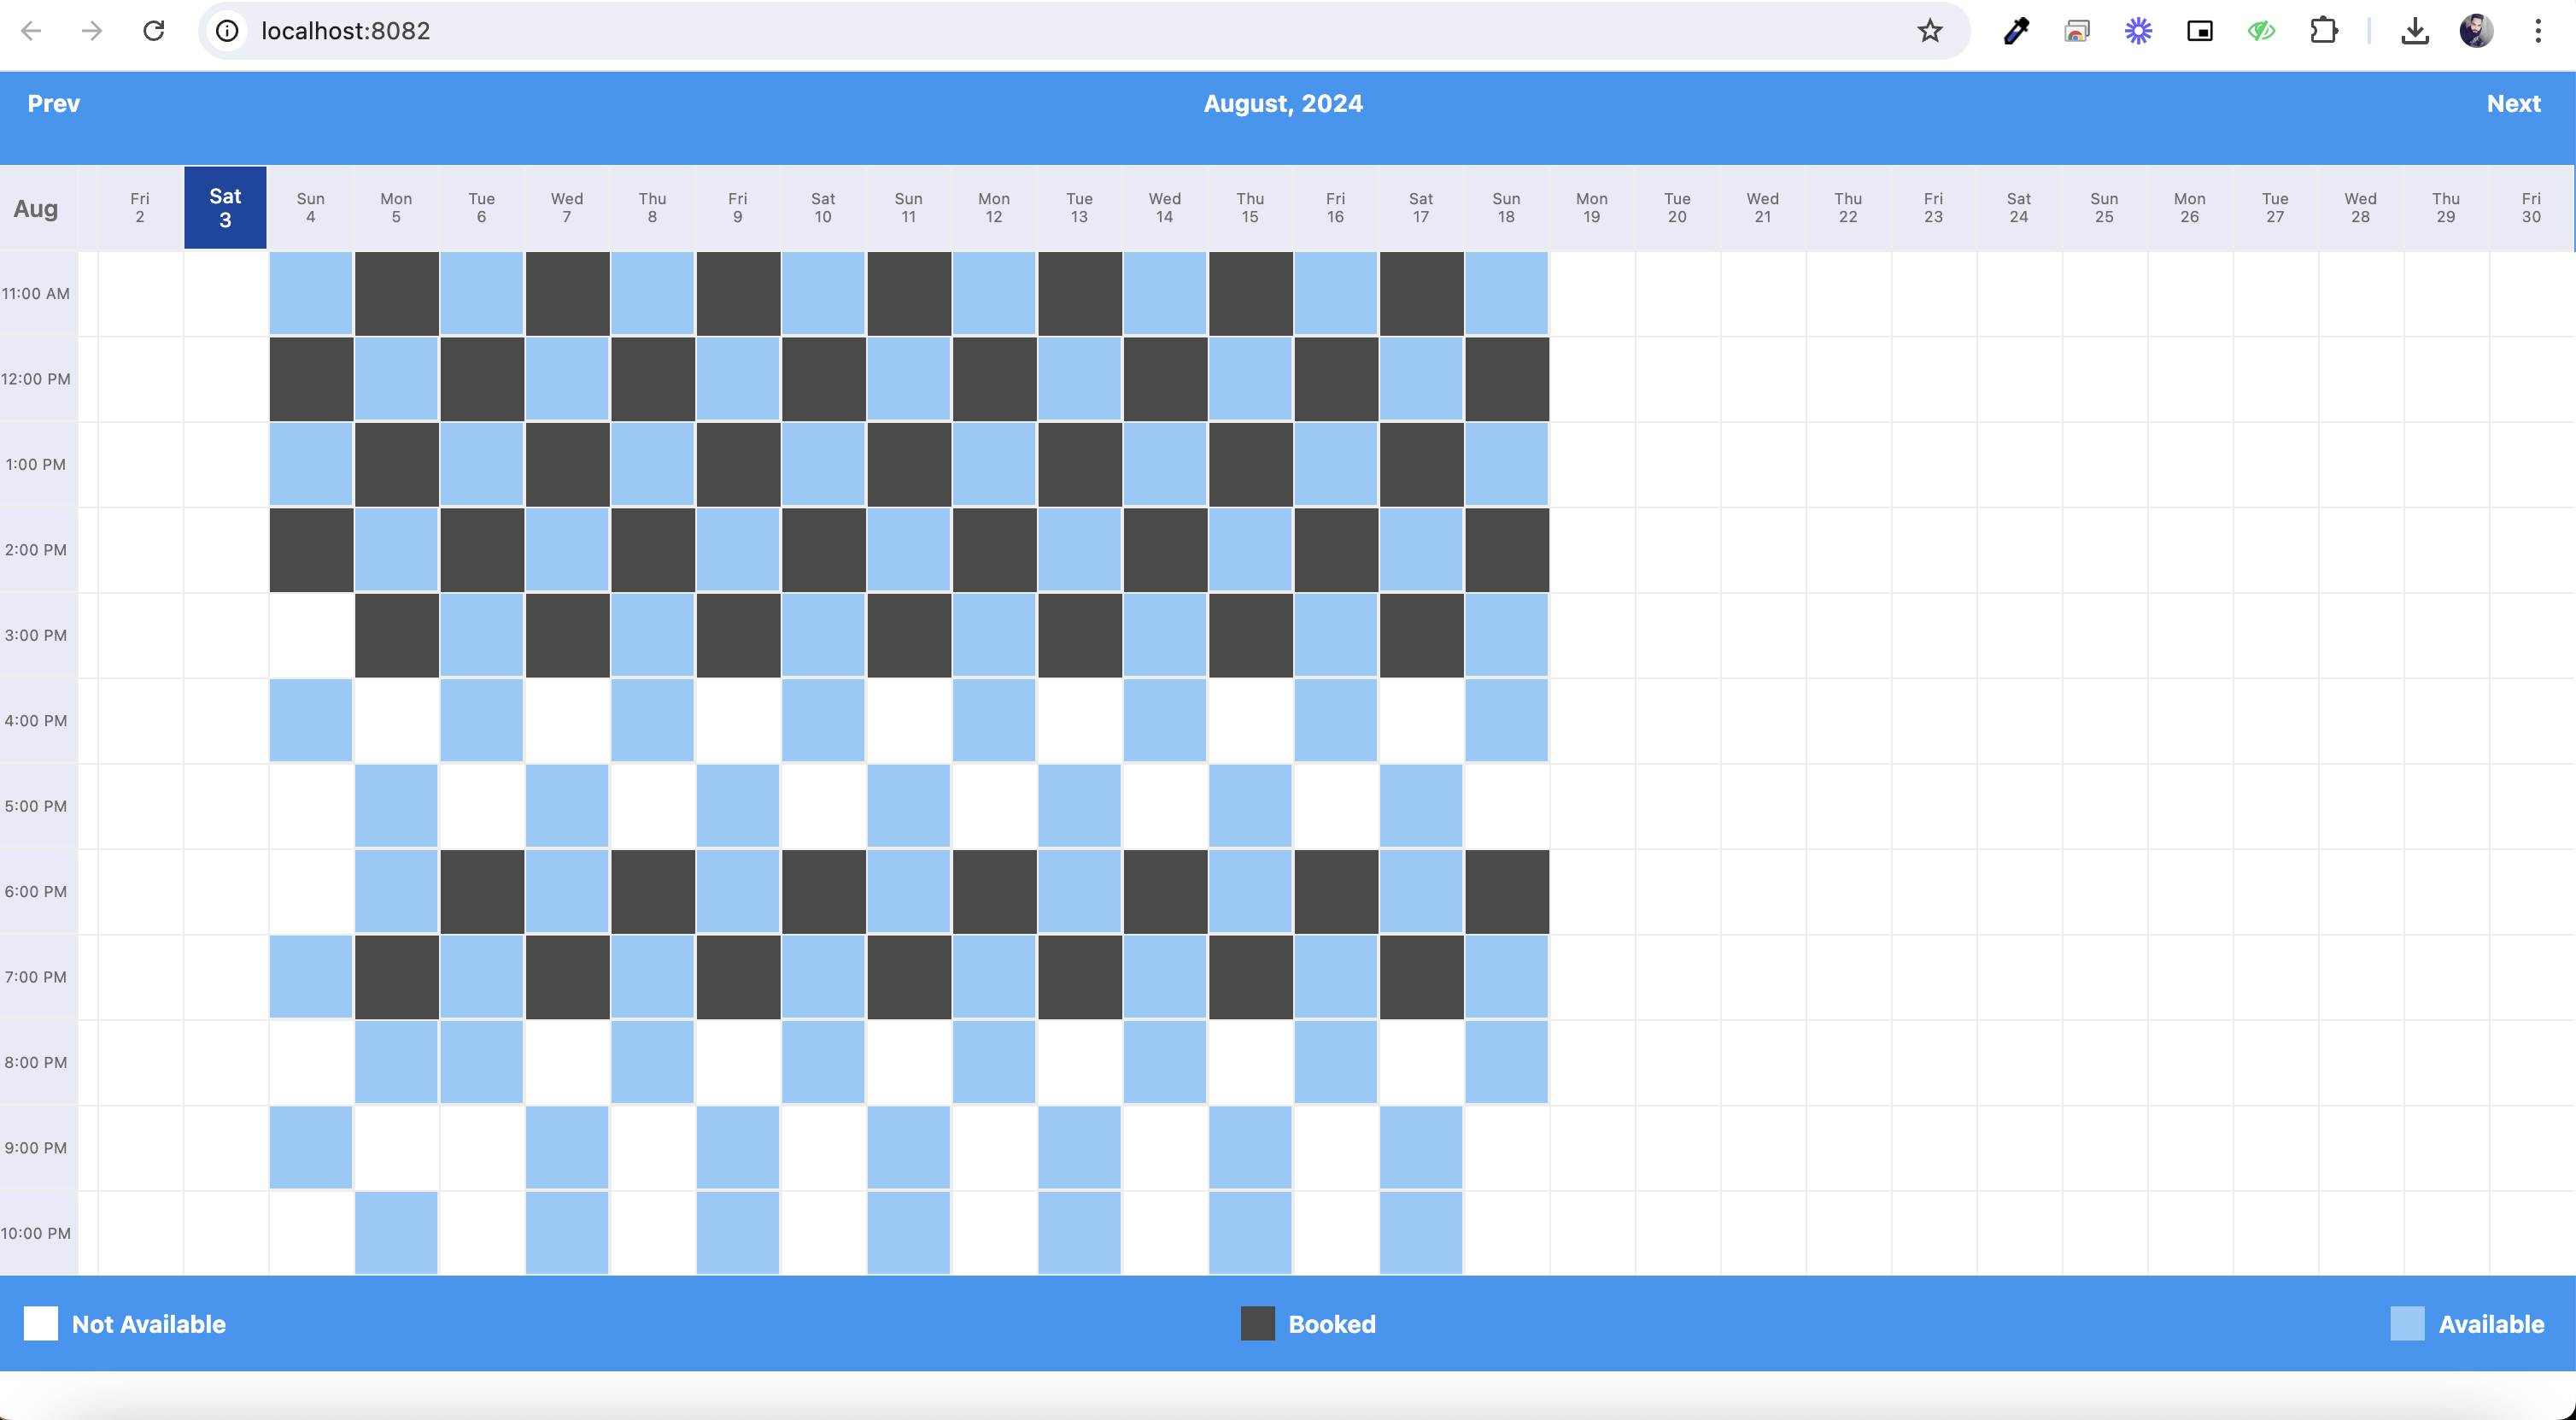 localhost:8082
Prev August, 2024 Next
Aug
Fri 2
Sat 3
Sun 4
Mon 5
Tue 6
Wed 7
Thu 8
Fri 9
Sat 10
Sun 11
Mon 12
Tue 13
Wed 14
Thu 15
Fri 16
Sat 17
Sun 18
Mon 19
Tue 20
Wed 21
Thu 22
Fri 23
Sat 24
Sun 25
Mon 26
Tue 27
Wed 28
Thu 29
Fri 30
11:00 AM
12:00 PM
1:00 PM
2:00 PM
3:00 PM
4:00 PM
5:00 PM
6:00 PM
7:00 PM
8:00 PM
9:00 PM
10:00 PM
Not Available Booked Available